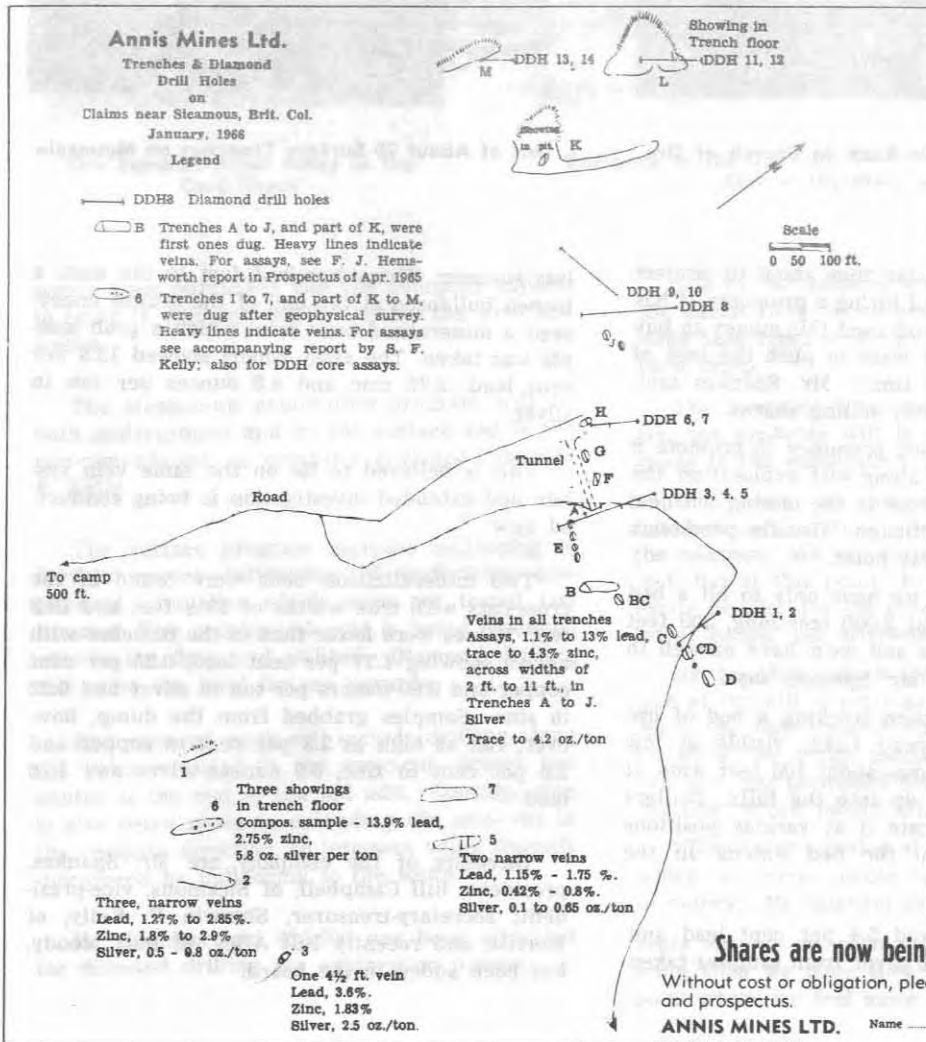 Annis Mines Ltd.
Trenches & Diamond
Drill Holes
on
Claims near Sicamous, Brit. Col.
January, 1966
Legend
DDH8 Diamond drill holes
B Trenches A to J, and part of K, were
first ones dug. Heavy lines indicate
veins. For assays, see F. J. Hems-
worth report in Prospectus of Apr. 1965
6 Trenches 1 to 7, and part of K to M,
were dug after geophysical survey.
Heavy lines indicate veins. For assays
see accompanying report by S. F.
Kelly; also for DDH core assays.
DDH 13, 14
M
Showing in
Trench floor
DDH 11, 12
L
Showing
in pit
K
Scale
0 50 100 ft.
DDH 9, 10
DDH 8
J
H
DDH 6, 7
Tunnel
G
F
DDH 3, 4, 5
A
E
Road
To camp
500 ft.
B
BC
DDH 1, 2
C
CD
D
Veins in all trenches
Assays, 1.1% to 13% lead,
trace to 4.3% zinc,
across widths of
2 ft. to 11 ft., in
Trenches A to J.
Silver
Trace to 4.2 oz./ton
1
6
Three showings
in trench floor
Compos. sample - 13.9% lead,
2.75% zinc,
5.8 oz. silver per ton
7
5
Two narrow veins
Lead, 1.15% - 1.75 %.
Zinc, 0.42% - 0.8%.
Silver, 0.1 to 0.65 oz./ton
2
Three, narrow veins
Lead, 1.27% to 2.85%.
Zinc, 1.8% to 2.9%
Silver, 0.5 - 0.8 oz./ton
3
One 4½ ft. vein
Lead, 3.6%.
Zinc, 1.83%
Silver, 2.5 oz./ton.
Shares are now bein
Without cost or obligation, ple
and prospectus.
ANNIS MINES LTD. Name